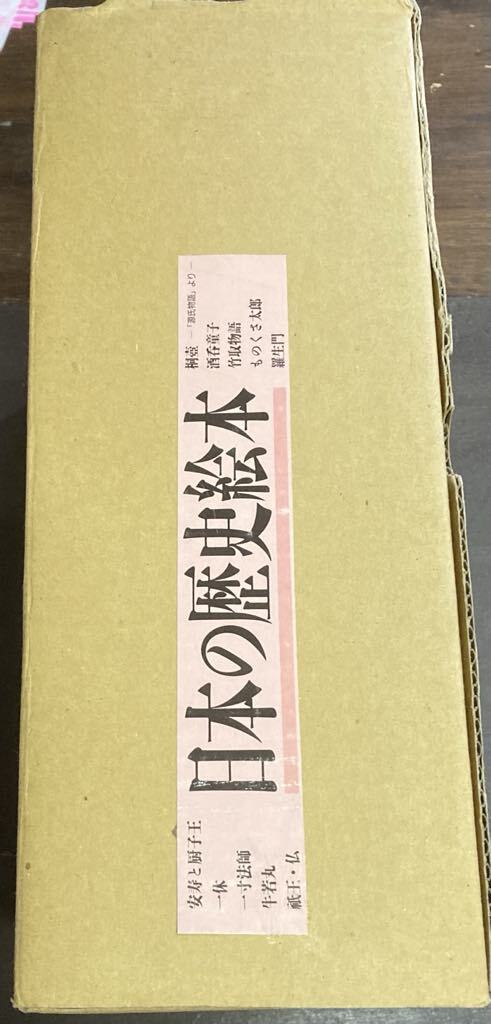 安寿と厨子王
一休
一寸法師
牛若丸
祇王・仏
日本の歴史絵本
桐壺 ―「源氏物語」より―
酒呑童子
竹取物語
ものくさ太郎
羅生門